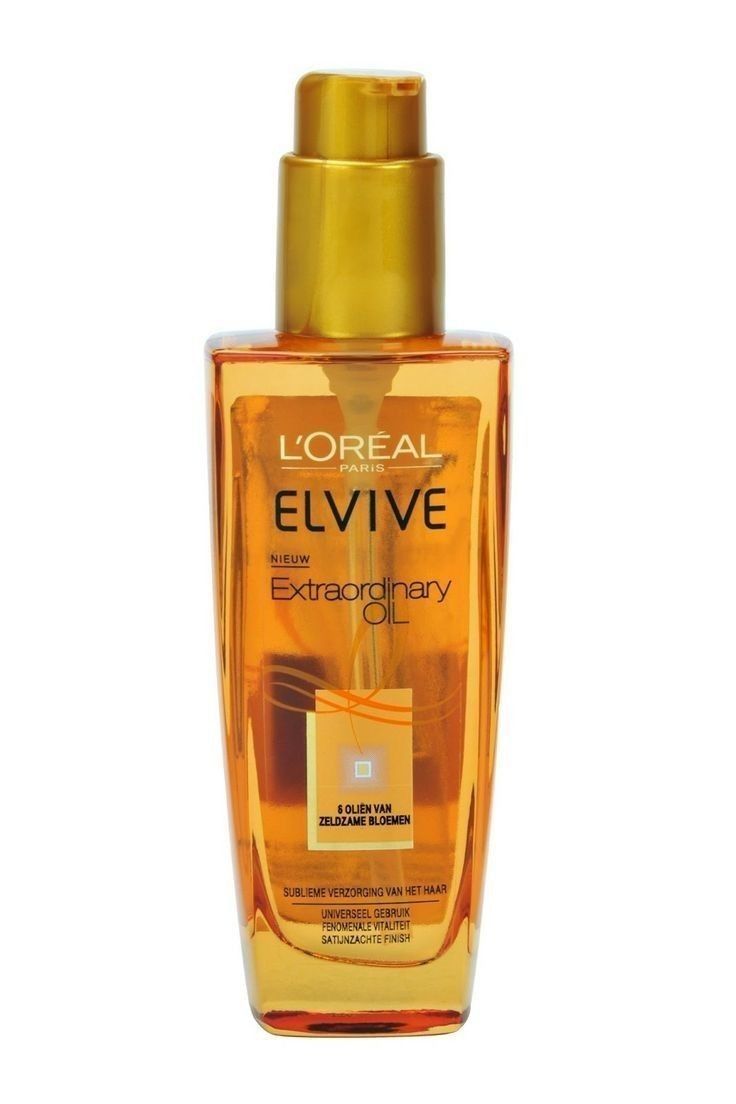 L'ORÉAL
PARIS
ELVIVE
NIEUW
Extraordinary
OIL
6 OLIËN VAN
ZELDZAME BLOEMEN
SUBLIEME VERZORGING VAN HET HAAR
UNIVERSEEL GEBRUIK
FENOMENALE VITALITEIT
SATIJNZACHTE FINISH